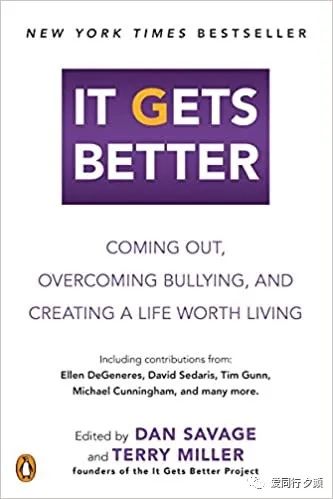 NEW YORK TIMES BESTSELLER
IT GETS
BETTER
COMING OUT,
OVERCOMING BULLYING, AND
CREATING A LIFE WORTH LIVING
Including contributions from:
Ellen DeGeneres, David Sedaris, Tim Gunn,
Michael Cunningham, and many more.
Edited by DAN SAVAGE
and TERRY MILLER
founders of the It Gets Better Project
爱同行夕颜